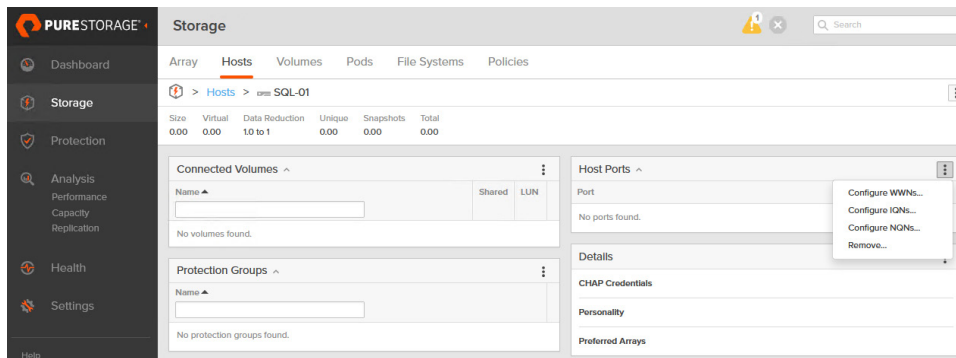 PURESTORAGE®
Dashboard
Storage
Protection
Analysis
Performance
Capacity
Replication
Health
Settings
Help
Storage
1
Search
Array Hosts Volumes Pods File Systems Policies
> Hosts > SQL-01
Size Virtual Data Reduction Unique Snapshots Total
0.00 0.00 1.0 to 1 0.00 0.00 0.00
Connected Volumes
Name Shared LUN
No volumes found.
Protection Groups
Name
No protection groups found.
Host Ports
Port
No ports found.
Configure WWNs...
Configure IQNs...
Configure NQNs...
Remove...
Details
CHAP Credentials
Personality
Preferred Arrays